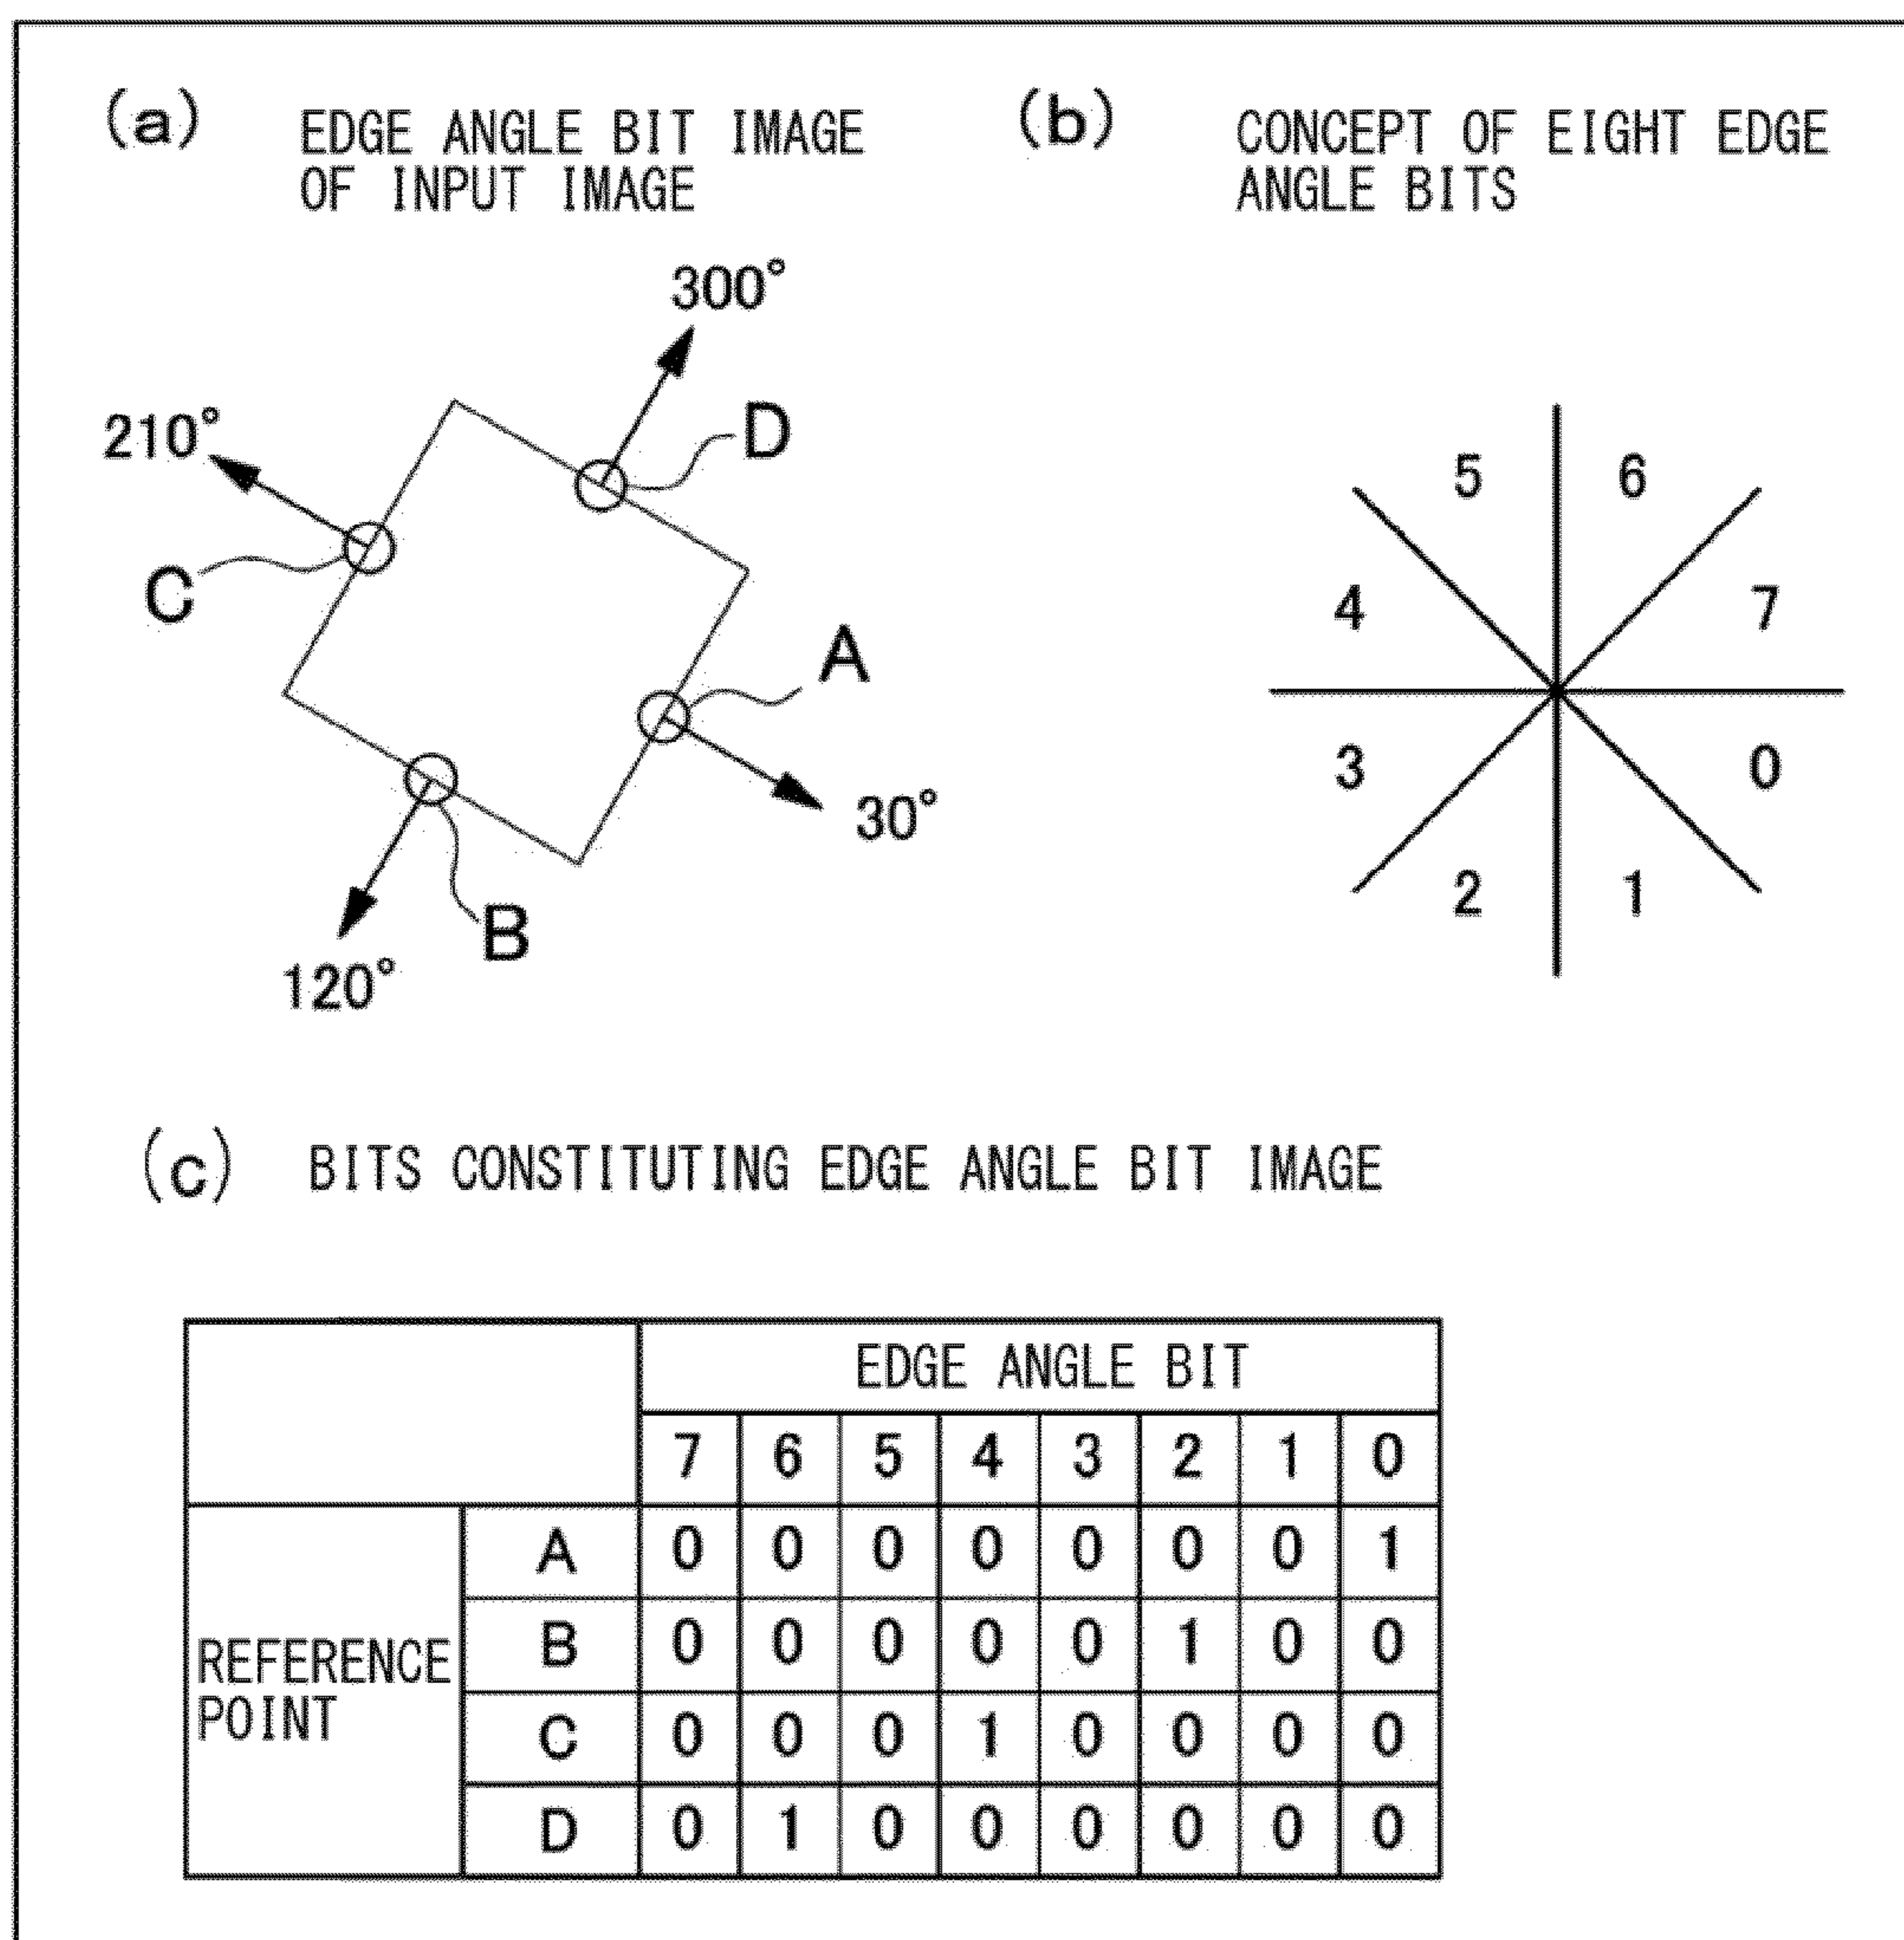 (a) EDGE ANGLE BIT IMAGE
OF INPUT IMAGE
(b) CONCEPT OF EIGHT EDGE
ANGLE BITS
300°
210°
D
C
A
30°
B
120°
5 6
4 7
3 0
2 1
(c) BITS CONSTITUTING EDGE ANGLE BIT IMAGE
EDGE ANGLE BIT
7 6 5 4 3 2 1 0
REFERENCE
POINT
A 0 0 0 0 0 0 0 1
B 0 0 0 0 0 1 0 0
C 0 0 0 1 0 0 0 0
D 0 1 0 0 0 0 0 0